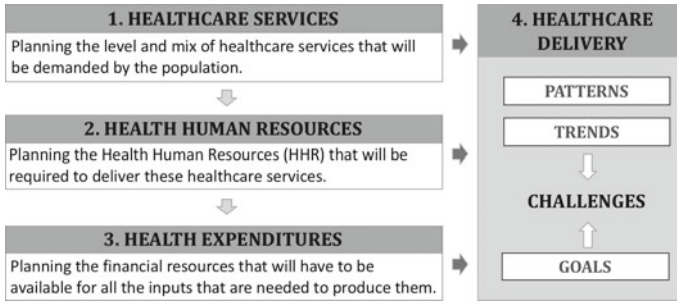 1. HEALTHCARE SERVICES
Planning the level and mix of healthcare services that will
be demanded by the population.
2. HEALTH HUMAN RESOURCES
Planning the Health Human Resources (HHR) that will be
required to deliver these healthcare services.
3. HEALTH EXPENDITURES
Planning the financial resources that will have to be
available for all the inputs that are needed to produce them.
4. HEALTHCARE
DELIVERY
PATTERNS
TRENDS
CHALLENGES
GOALS